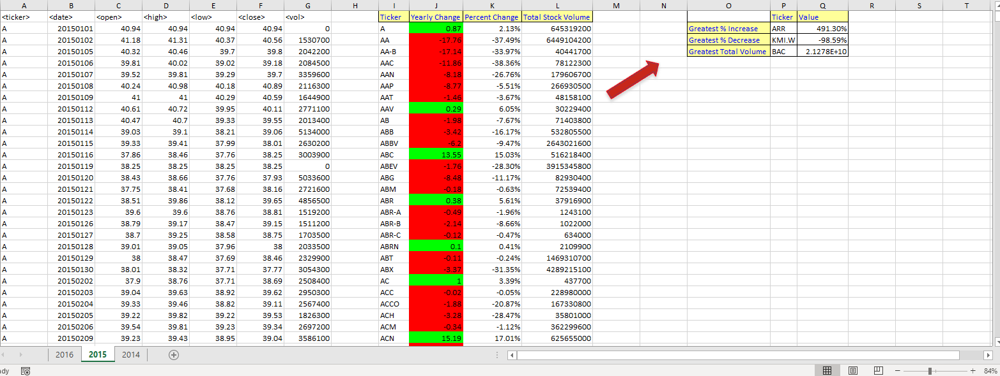 A B C D E F G H I J K L M N O P Q R S T
<ticker> <date> <open> <high> <low> <close> <vol> Ticker Yearly Change Percent Change Total Stock Volume Ticker Value
A 20150101 40.94 40.94 40.94 40.94 0 A 0.87 2.13% 645319200 Greatest % Increase ARR 491.30%
A 20150102 41.18 41.31 40.37 40.56 1530700 AA -17.76 -37.49% 6449104200 Greatest % Decrease KMI.W -98.59%
A 20150105 40.32 40.46 39.7 39.8 2042200 AA-B -17.14 -33.97% 40441700 Greatest Total Volume BAC 2.1278E+10
A 20150106 39.81 40.02 39.02 39.18 2084500 AAC -11.86 -38.36% 78122300
A 20150107 39.52 39.81 39.29 39.7 3359600 AAN -8.18 -26.76% 179606700
A 20150108 40.24 40.98 40.18 40.89 2116300 AAP -8.77 -5.51% 266930500
A 20150109 41 41 40.29 40.59 1644900 AAT -1.46 -3.67% 48158100
A 20150112 40.61 40.72 39.95 40.11 2771100 AAV 0.29 6.05% 30229400
A 20150113 40.47 40.7 39.33 39.55 2013400 AB -1.98 -7.67% 71403800
A 20150114 39.03 39.1 38.21 39.06 5134000 ABB -3.42 -16.17% 532805500
A 20150115 39.33 39.41 37.99 38.01 2630200 ABBV -6.2 -9.47% 2643021600
A 20150116 37.86 38.46 37.76 38.25 3003900 ABC 13.55 15.03% 516218400
A 20150119 38.25 38.25 38.25 38.25 0 ABEV -1.76 -28.30% 3915345800
A 20150120 38.43 38.66 37.76 37.93 5033600 ABG -8.48 -11.17% 82930400
A 20150121 37.75 38.41 37.68 38.16 2721600 ABM -0.18 -0.63% 72539400
A 20150122 38.51 39.86 38.12 39.65 4856500 ABR 0.38 5.61% 37916900
A 20150123 39.6 39.6 38.76 38.81 1519200 ABR-A -0.49 -1.96% 1243100
A 20150126 38.79 39.17 38.47 39.15 1511200 ABR-B -2.14 -8.66% 1022000
A 20150127 38.7 39.25 38.58 38.75 1703500 ABR-C -0.12 -0.47% 634000
A 20150128 39.01 39.05 37.96 38 2033500 ABRN 0.1 0.41% 2109900
A 20150129 38 38.47 37.69 38.46 2329900 ABT -0.11 -0.24% 1469310700
A 20150130 38.01 38.32 37.71 37.77 3054300 ABX -3.37 -31.35% 4289215100
A 20150202 37.9 38.76 37.71 38.69 2508400 AC 1 3.39% 437700
A 20150203 39.04 39.63 38.92 39.62 2950300 ACC -0.02 -0.05% 228980000
A 20150204 39.33 39.46 38.82 39.11 2567400 ACCO -1.88 -20.87% 167330800
A 20150205 39.22 39.82 39.22 39.53 1826300 ACH -3.28 -28.47% 35801000
A 20150206 39.54 39.81 39.23 39.34 2697200 ACM -0.34 -1.12% 362299600
A 20150209 39.23 39.43 38.95 39.04 3586100 ACN 15.19 17.01% 625655000
2016 2015 2014
dy 84%